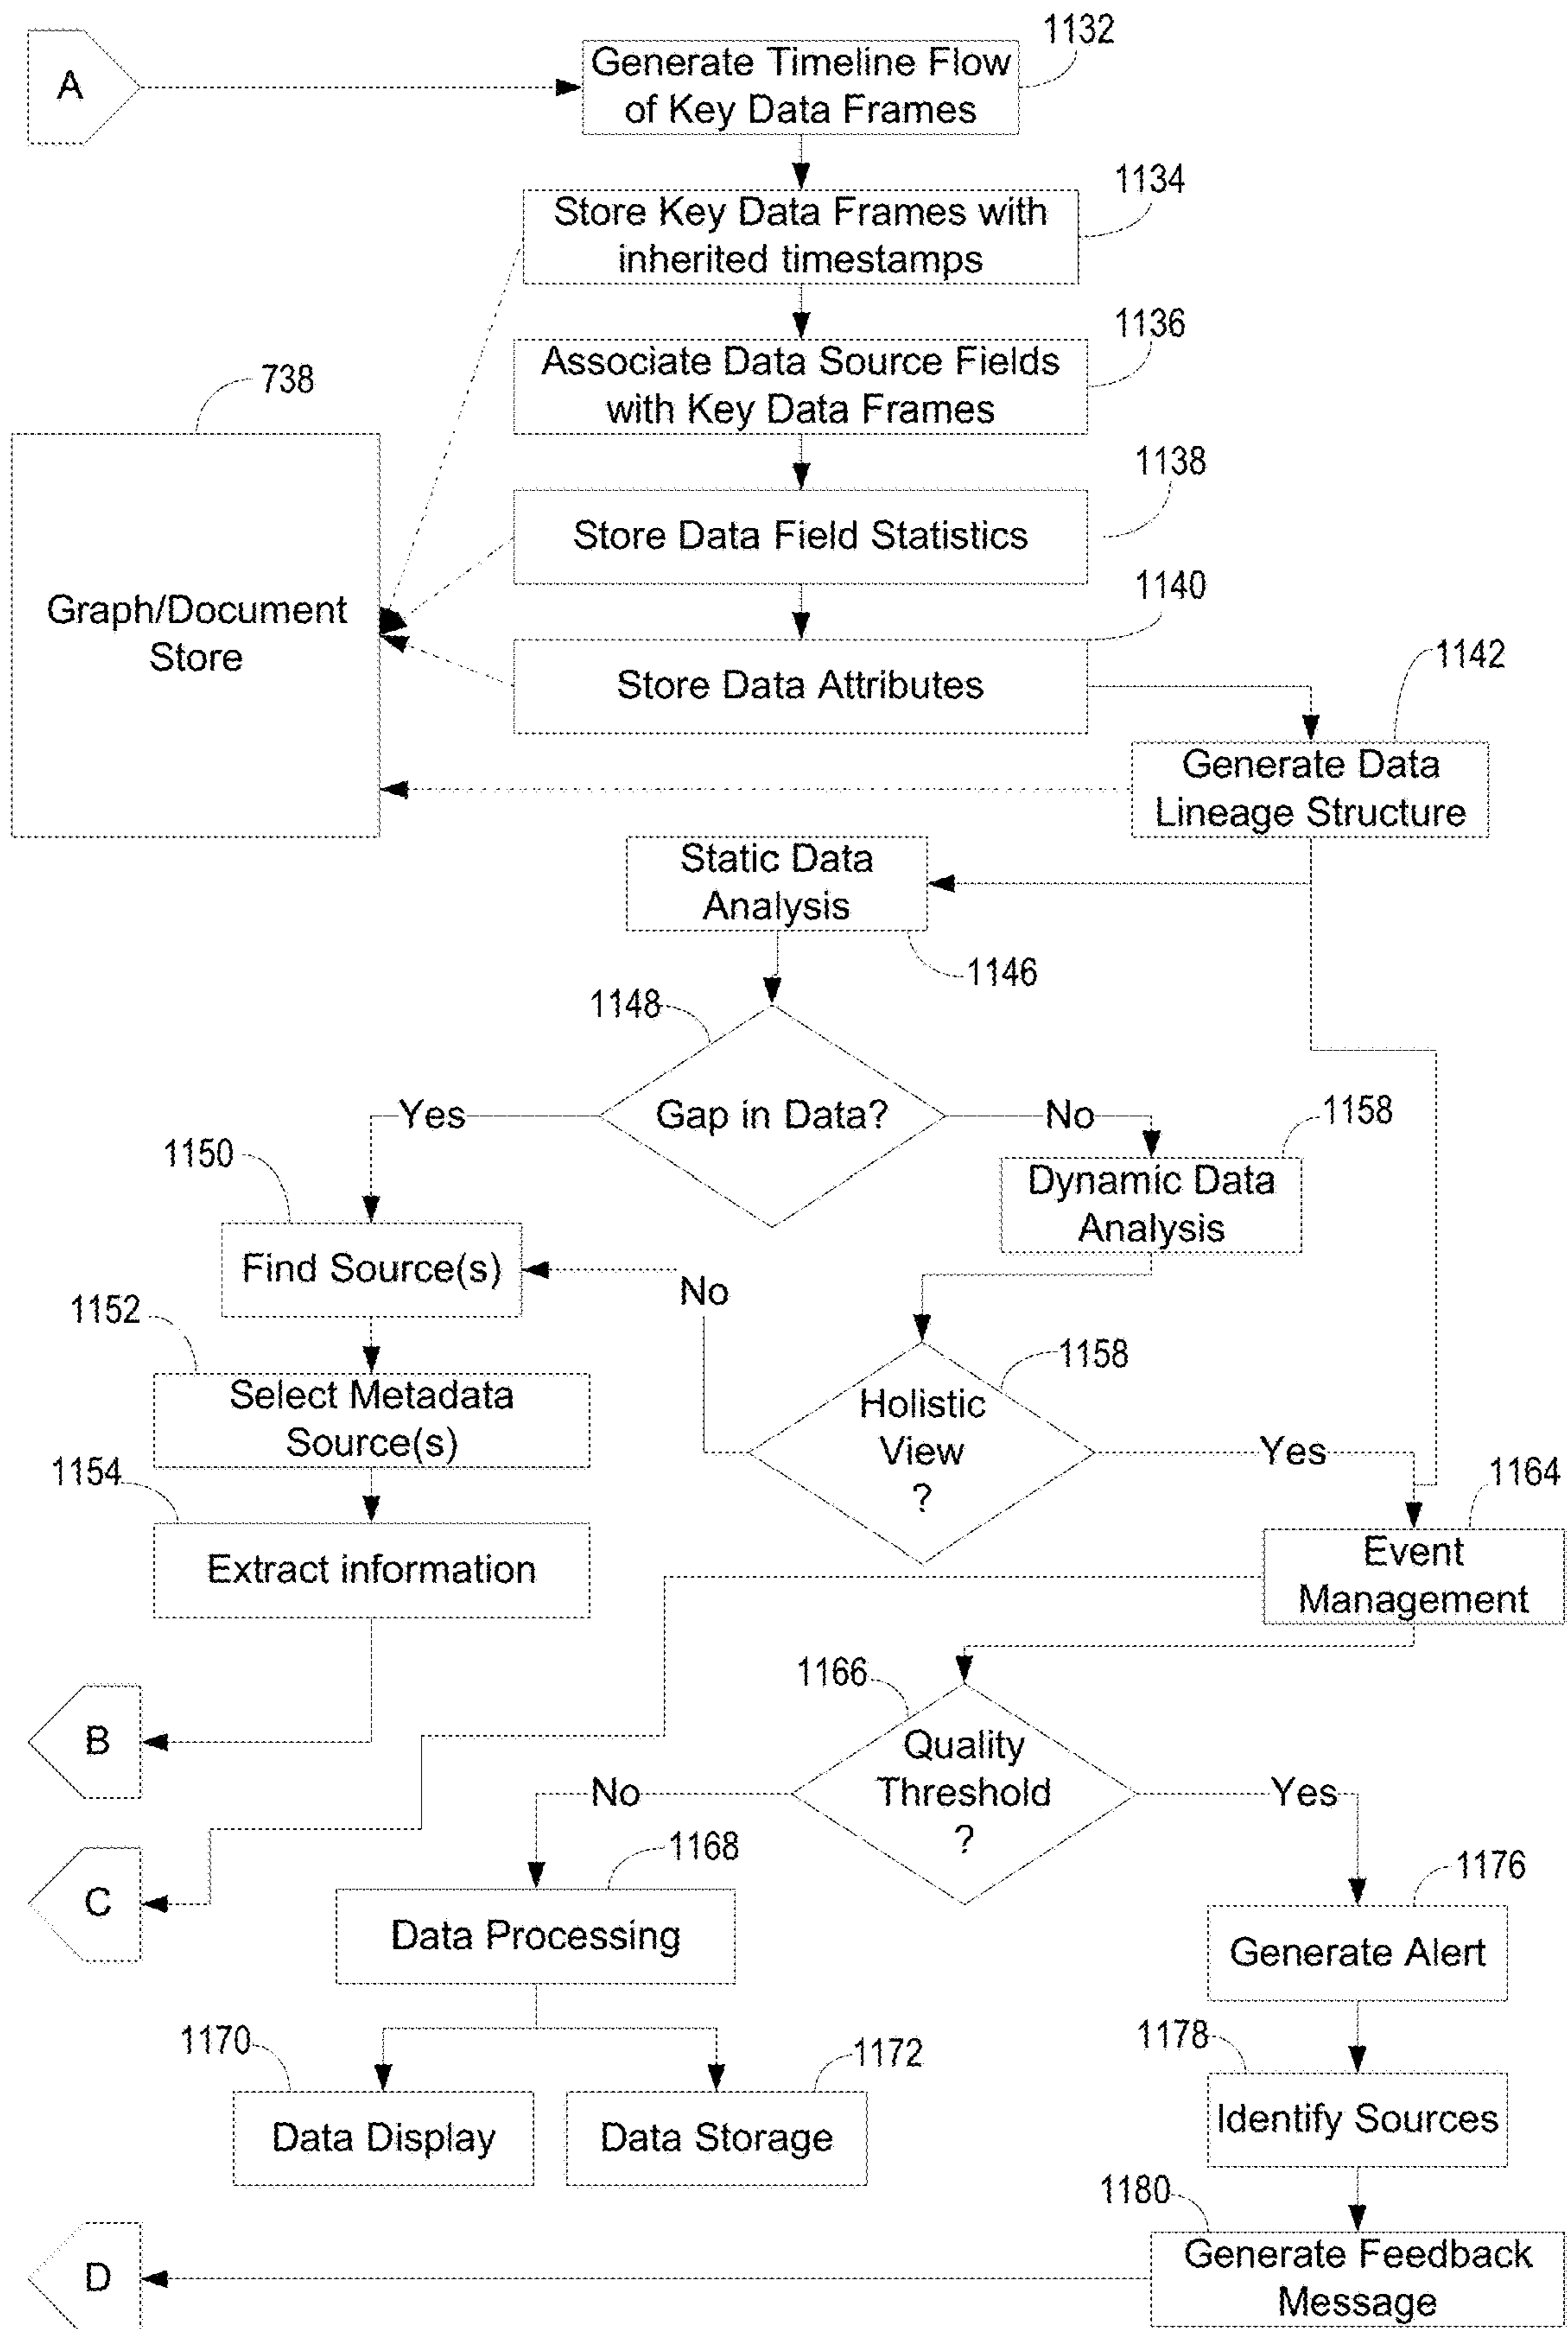 A
1132
Generate Timeline Flow
of Key Data Frames
1134
Store Key Data Frames with
inherited timestamps
1136
Associate Data Source Fields
with Key Data Frames
738
1138
Store Data Field Statistics
Graph/Document
Store
1140
Store Data Attributes
1142
Generate Data
Lineage Structure
Static Data
Analysis
1146
1148
Gap in Data?
Yes
No
1158
Dynamic Data
Analysis
1150
Find Source(s)
No
1152
Select Metadata
Source(s)
1158
Holistic
View
?
Yes
1154
Extract information
1164
Event
Management
B
1166
Quality
Threshold
?
No
Yes
C
1168
Data Processing
1176
Generate Alert
1170
Data Display
1172
Data Storage
1178
Identify Sources
1180
Generate Feedback
Message
D